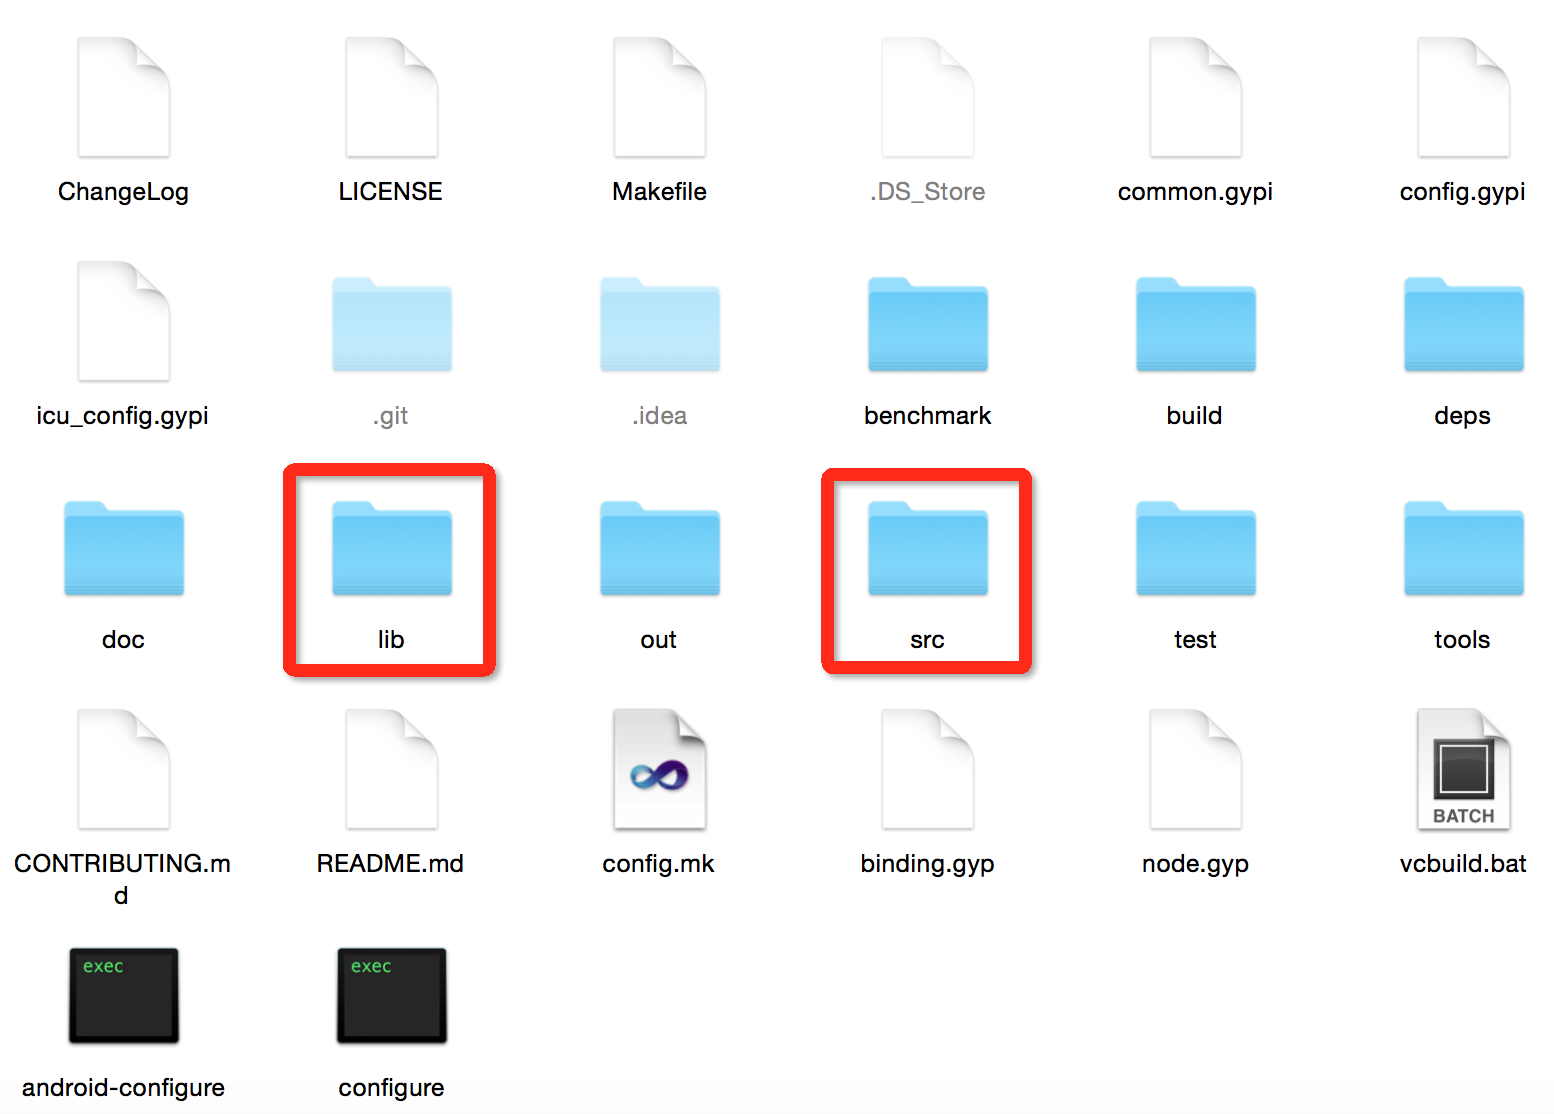 ChangeLog
LICENSE
Makefile
.DS_Store
common.gypi
config.gypi
icu_config.gypi
.git
.idea
benchmark
build
deps
doc
lib
out
src
test
tools
CONTRIBUTING.m
d
README.md
config.mk
binding.gyp
node.gyp
BATCH
vcbuild.bat
exec
android-configure
exec
configure